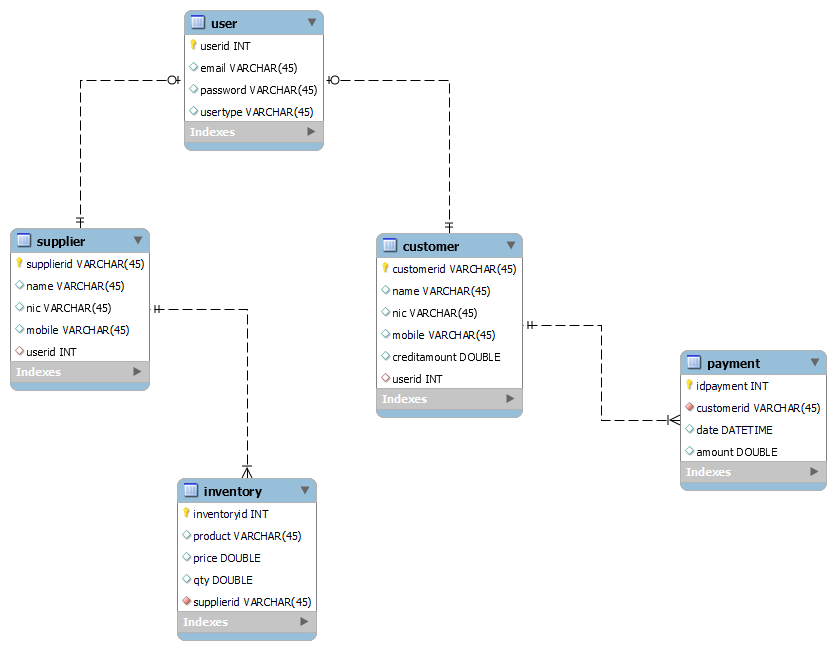 user
userid INT
email VARCHAR(45)
password VARCHAR(45)
usertype VARCHAR(45)
Indexes
supplier
supplierid VARCHAR(45)
name VARCHAR(45)
nic VARCHAR(45)
mobile VARCHAR(45)
userid INT
Indexes
customer
customerid VARCHAR(45)
name VARCHAR(45)
nic VARCHAR(45)
mobile VARCHAR(45)
creditamount DOUBLE
userid INT
Indexes
payment
idpayment INT
customerid VARCHAR(45)
date DATETIME
amount DOUBLE
Indexes
inventory
inventoryid INT
product VARCHAR(45)
price DOUBLE
qty DOUBLE
supplierid VARCHAR(45)
Indexes